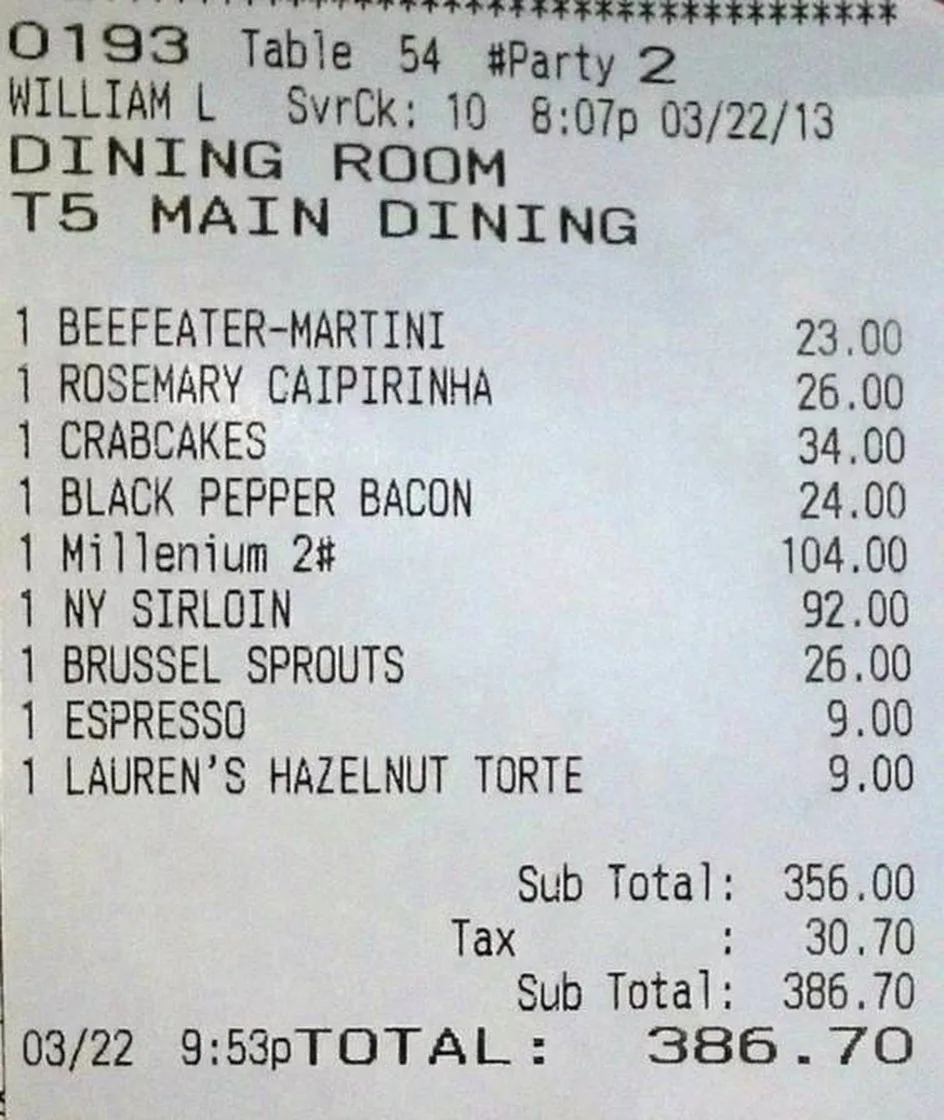 ********************************
0193 Table 54 #Party 2
WILLIAM L SvrCk: 10 8:07p 03/22/13
DINING ROOM
T5 MAIN DINING
1 BEEFEATER-MARTINI 23.00
1 ROSEMARY CAIPIRINHA 26.00
1 CRABCAKES 34.00
1 BLACK PEPPER BACON 24.00
1 Millenium 2# 104.00
1 NY SIRLOIN 92.00
1 BRUSSEL SPROUTS 26.00
1 ESPRESSO 9.00
1 LAUREN'S HAZELNUT TORTE 9.00
Sub Total: 356.00
Tax : 30.70
Sub Total: 386.70
03/22 9:53pTOTAL: 386.70